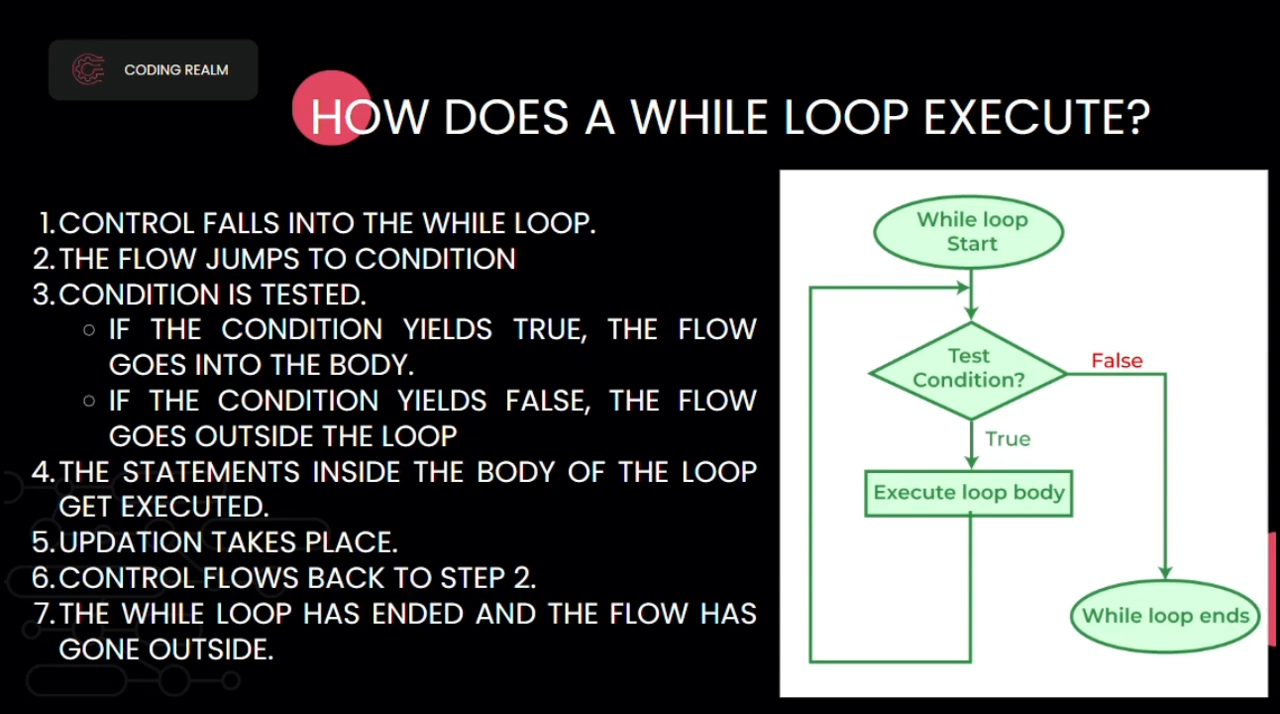 CODING REALM
HOW DOES A WHILE LOOP EXECUTE?
1. CONTROL FALLS INTO THE WHILE LOOP.
2. THE FLOW JUMPS TO CONDITION
3. CONDITION IS TESTED.
○ IF THE CONDITION YIELDS TRUE, THE FLOW
GOES INTO THE BODY.
○ IF THE CONDITION YIELDS FALSE, THE FLOW
GOES OUTSIDE THE LOOP
4. THE STATEMENTS INSIDE THE BODY OF THE LOOP
GET EXECUTED.
5. UPDATION TAKES PLACE.
6. CONTROL FLOWS BACK TO STEP 2.
7. THE WHILE LOOP HAS ENDED AND THE FLOW HAS
GONE OUTSIDE.
While loop
Start
Test
Condition?
False
True
Execute loop body
While loop ends